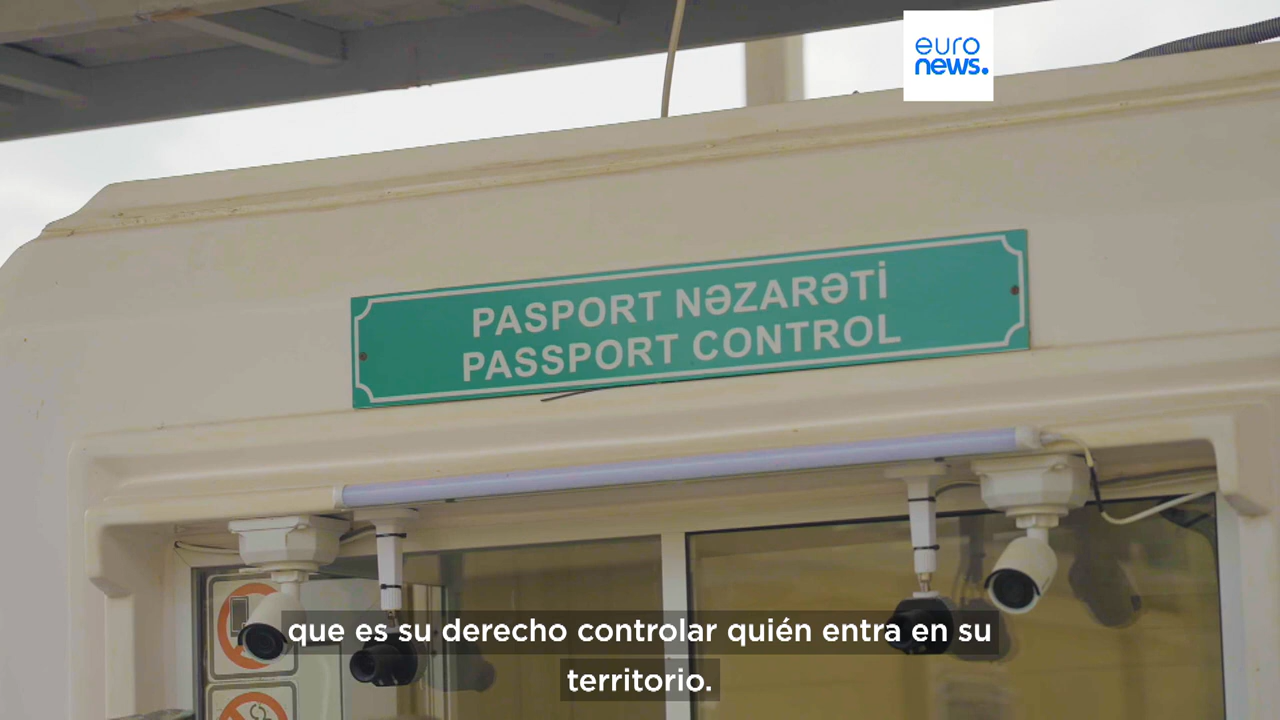 euro
news.
PASPORT NƏZARƏTİ
PASSPORT CONTROL
que es su derecho controlar quién entra en su
territorio.